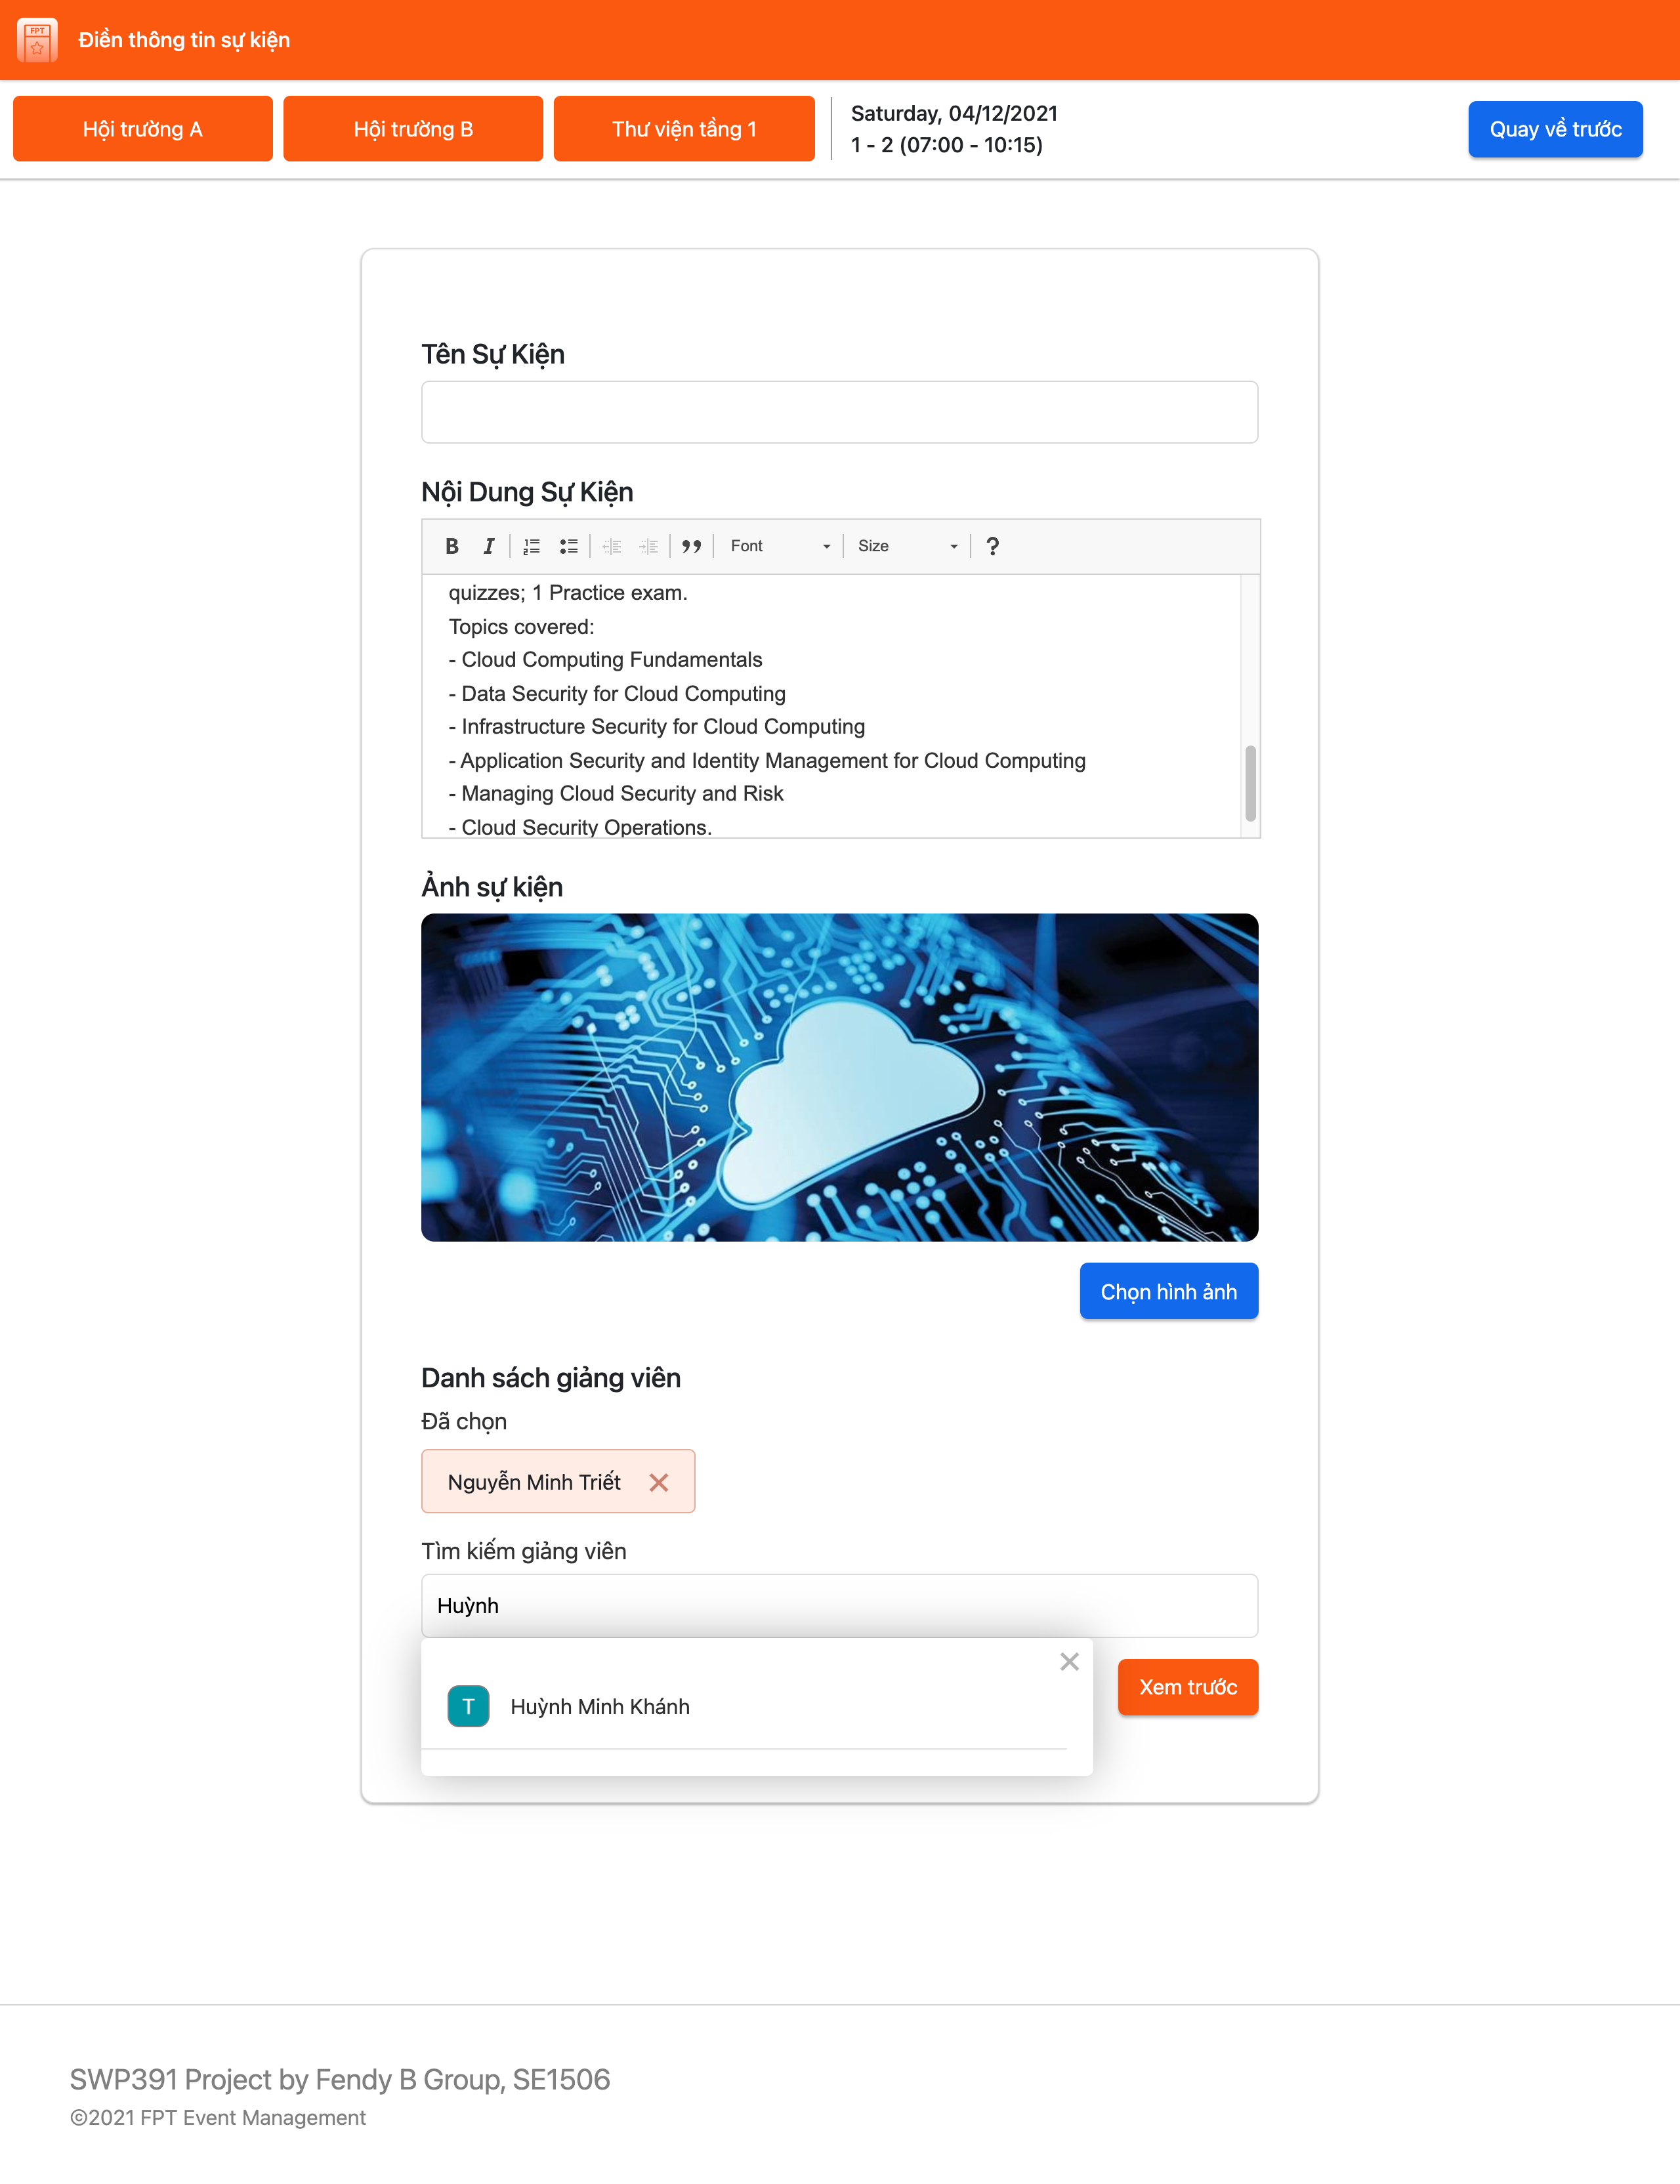 FPT
Điền thông tin sự kiện
Hội trường A
Hội trường B
Thư viện tầng 1
Saturday, 04/12/2021
1 - 2 (07:00 - 10:15)
Quay về trước
Tên Sự Kiện
Nội Dung Sự Kiện
B I Font Size ?
quizzes; 1 Practice exam.
Topics covered:
- Cloud Computing Fundamentals
- Data Security for Cloud Computing
- Infrastructure Security for Cloud Computing
- Application Security and Identity Management for Cloud Computing
- Managing Cloud Security and Risk
- Cloud Security Operations.
Ảnh sự kiện
Chọn hình ảnh
Danh sách giảng viên
Đã chọn
Nguyễn Minh Triết
Tìm kiếm giảng viên
Huỳnh
T Huỳnh Minh Khánh
Xem trước
SWP391 Project by Fendy B Group, SE1506
©2021 FPT Event Management